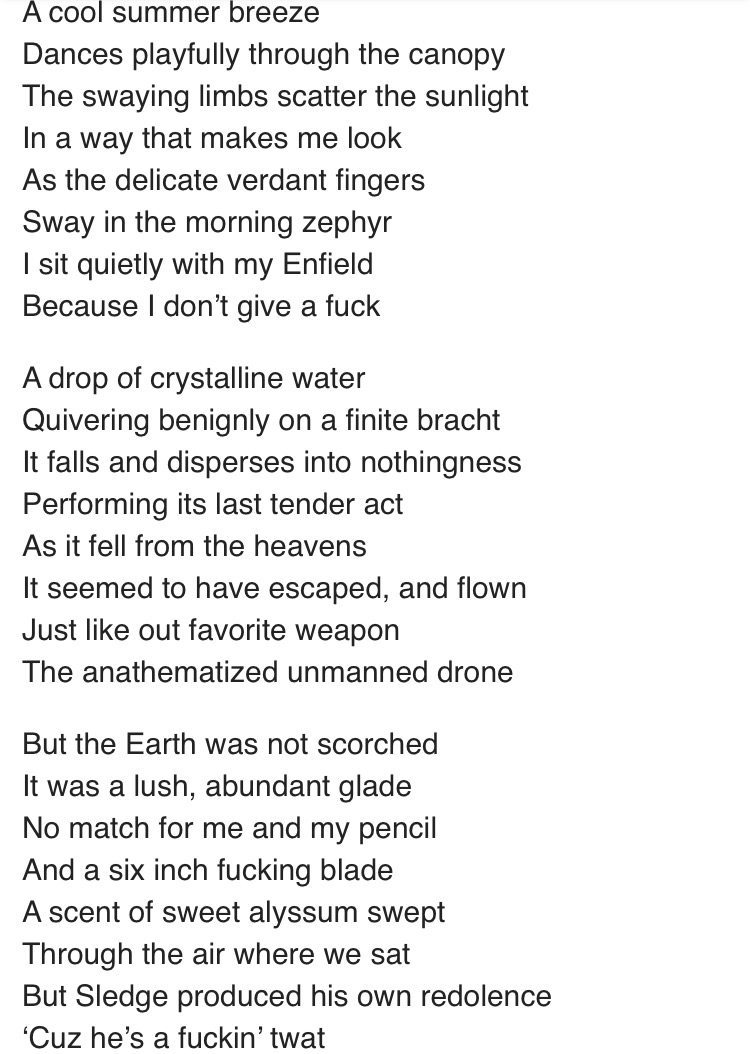 A cool summer breeze
Dances playfully through the canopy
The swaying limbs scatter the sunlight
In a way that makes me look
As the delicate verdant fingers
Sway in the morning zephyr
I sit quietly with my Enfield
Because I don’t give a fuck

A drop of crystalline water
Quivering benignly on a finite bracht
It falls and disperses into nothingness
Performing its last tender act
As it fell from the heavens
It seemed to have escaped, and flown
Just like out favorite weapon
The anathematized unmanned drone

But the Earth was not scorched
It was a lush, abundant glade
No match for me and my pencil
And a six inch fucking blade
A scent of sweet alyssum swept
Through the air where we sat
But Sledge produced his own redolence
‘Cuz he’s a fuckin’ twat